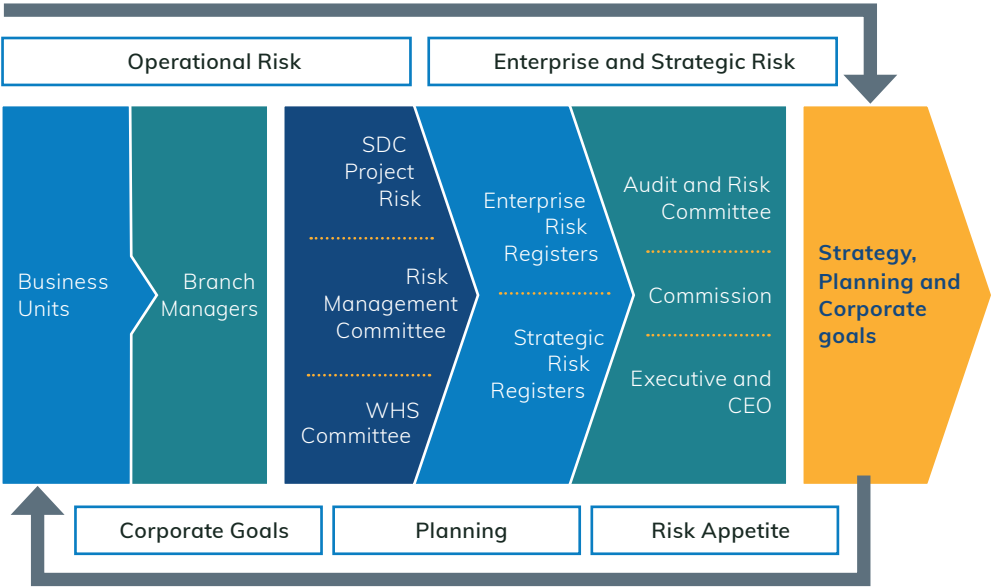 Operational Risk
Enterprise and Strategic Risk
Business
Units
Branch
Managers
SDC
Project
Risk
Risk
Management
Committee
WHS
Committee
Enterprise
Risk
Registers
Strategic
Risk
Registers
Audit and Risk
Committee
Commission
Executive and
CEO
Strategy,
Planning and
Corporate
goals
Corporate Goals
Planning
Risk Appetite